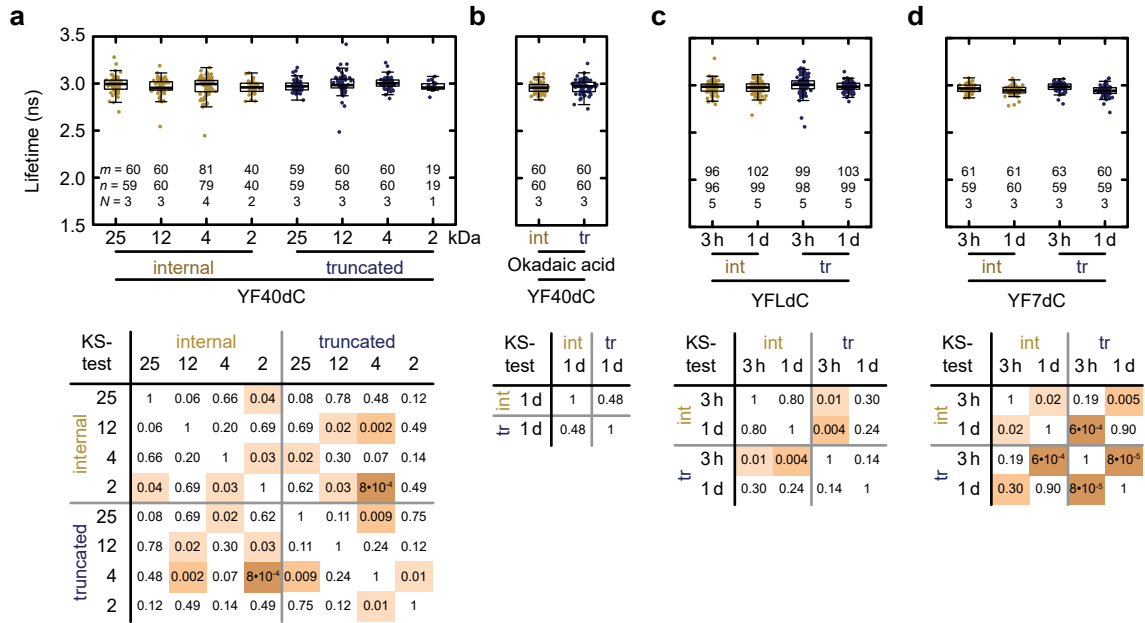 a
b
c
d
Lifetime (ns)
3.5
3.0
2.5
2.0
1.5
m = 60 60 81 40 59 60 60 19
n = 59 60 79 40 59 58 60 19
N = 3 3 4 2 3 3 3 1
25 12 4 2 25 12 4 2 kDa
internal truncated
YF40dC
60 60
60 60
3 3
int tr
Okadaic acid
YF40dC
96 102 99 103
96 99 98 99
5 5 5 5
3 h 1 d 3 h 1 d
int tr
YFLdC
61 61 63 60
59 60 59 59
3 3 3 3
3 h 1 d 3 h 1 d
int tr
YF7dC
KS-test internal truncated
25 12 4 2 25 12 4 2
internal
25 1 0.06 0.66 0.04 0.08 0.78 0.48 0.12
12 0.06 1 0.20 0.69 0.69 0.02 0.002 0.49
4 0.66 0.20 1 0.03 0.02 0.30 0.07 0.14
2 0.04 0.69 0.03 1 0.62 0.03 8•10-4 0.49
truncated
25 0.08 0.69 0.02 0.62 1 0.11 0.009 0.75
12 0.78 0.02 0.30 0.03 0.11 1 0.24 0.12
4 0.48 0.002 0.07 8•10-4 0.009 0.24 1 0.01
2 0.12 0.49 0.14 0.49 0.75 0.12 0.01 1
KS-test int tr
1 d 1 d
int 1 d 1 0.48
tr 1 d 0.48 1
KS-test int tr
3 h 1 d 3 h 1 d
int
3 h 1 0.80 0.01 0.30
1 d 0.80 1 0.004 0.24
tr
3 h 0.01 0.004 1 0.14
1 d 0.30 0.24 0.14 1
KS-test int tr
3 h 1 d 3 h 1 d
int
3 h 1 0.02 0.19 0.005
1 d 0.02 1 6•10-4 0.90
tr
3 h 0.19 6•10-4 1 8•10-5
1 d 0.30 0.90 8•10-5 1